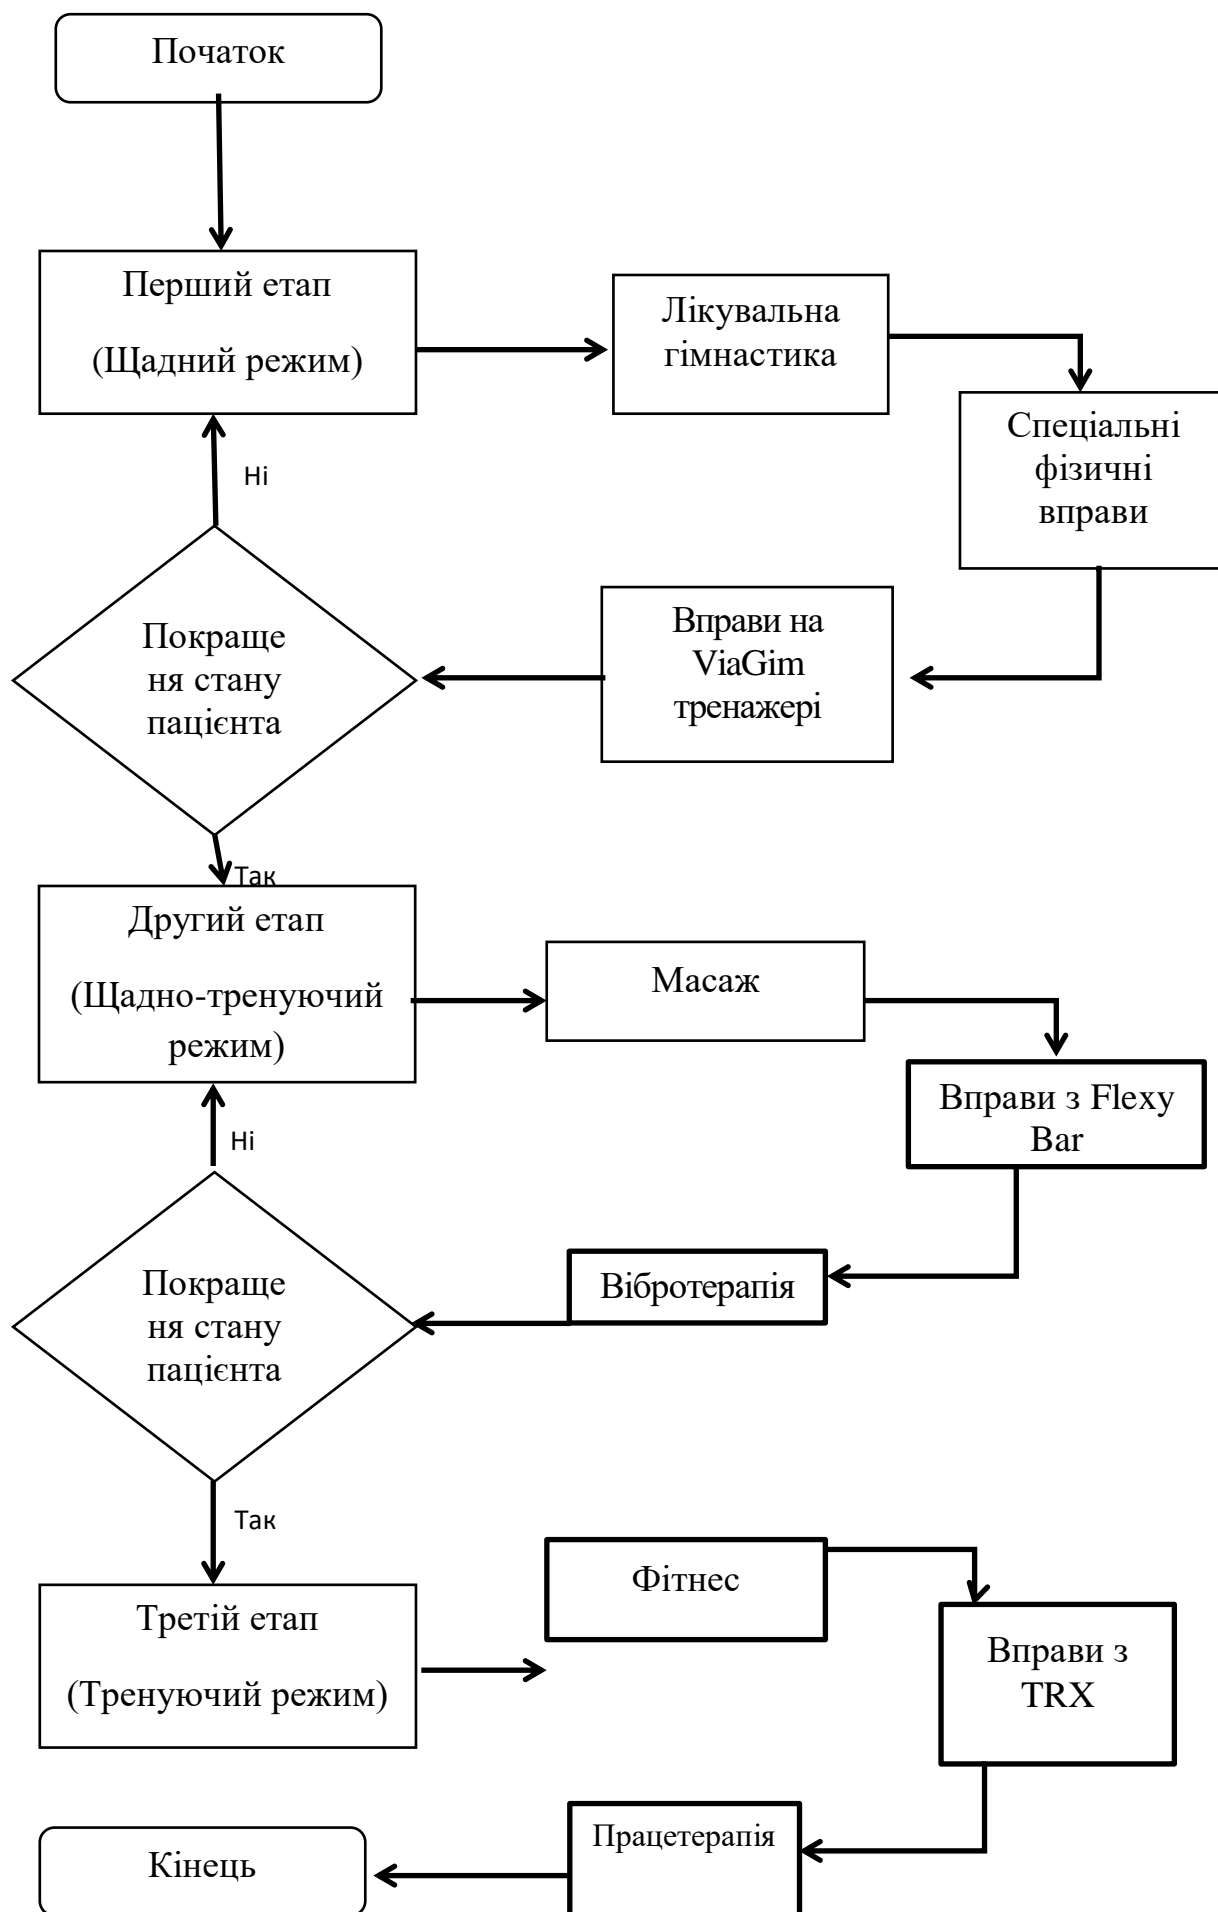 Початок
Перший етап
(Щадний режим)
Лікувальна
гімнастика
Спеціальні
фізичні
вправи
Ні
Вправи на
ViaGim
тренажері
Покраще
ня стану
пацієнта
Так
Другий етап
(Щадно-тренуючий
режим)
Масаж
Вправи з Flexy
Bar
Ні
Вібротерапія
Покраще
ня стану
пацієнта
Так
Третій етап
(Тренуючий режим)
Фітнес
Вправи з
TRX
Працетерапія
Кінець